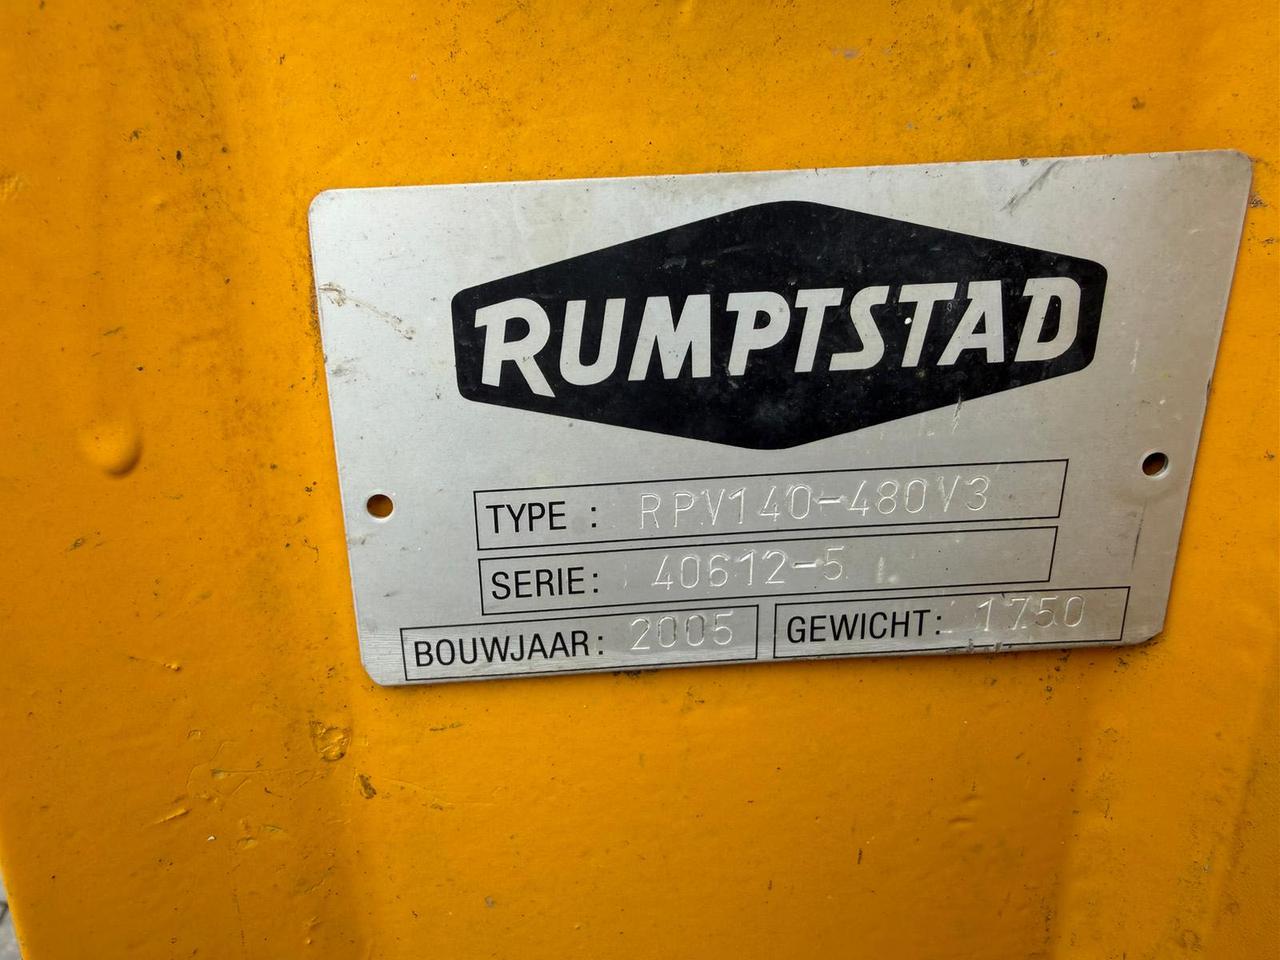 RUMPTSTAD
TYPE : RPV140-480V3
SERIE: 40612-5
BOUWJAAR: 2005 GEWICHT: 1750